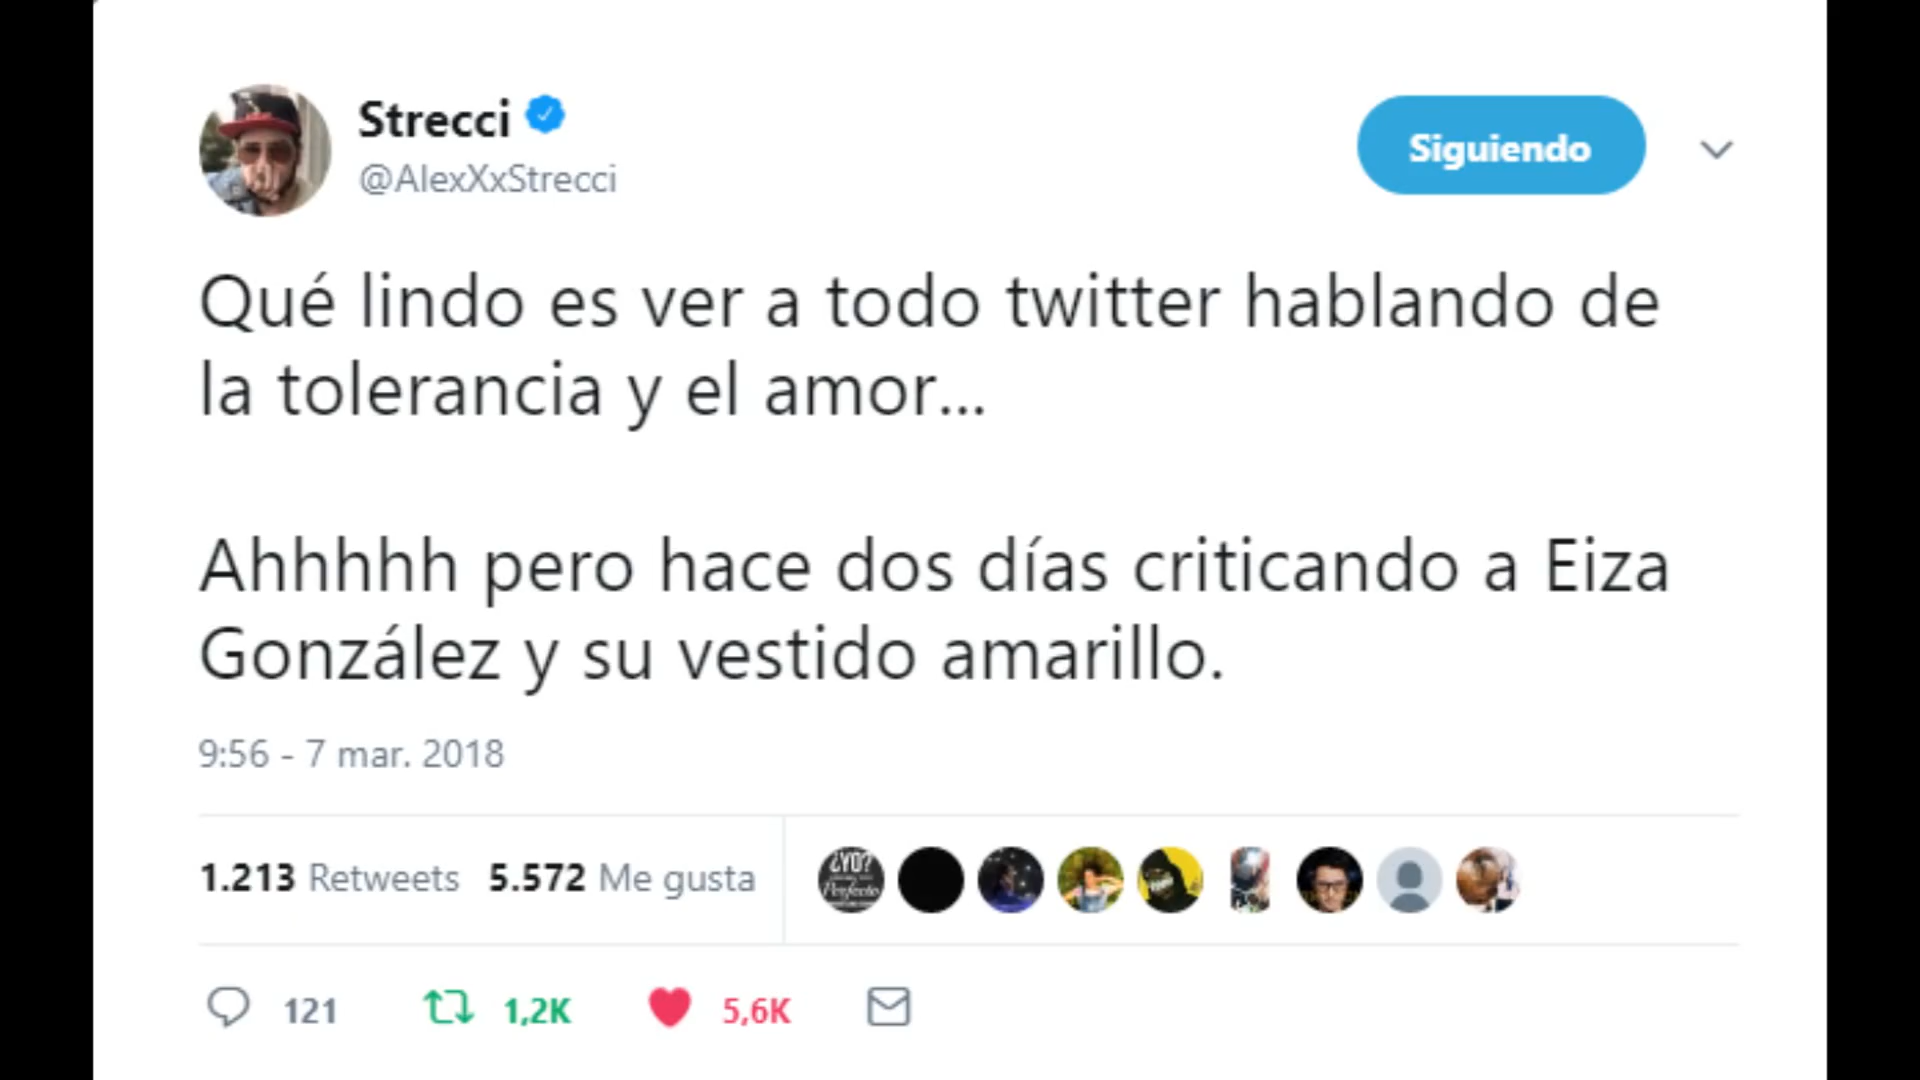 Strecci
@AlexXxStrecci
Siguiendo
Qué lindo es ver a todo twitter hablando de
la tolerancia y el amor...
Ahhhhh pero hace dos días criticando a Eiza
González y su vestido amarillo.
9:56 - 7 mar. 2018
1.213 Retweets 5.572 Me gusta
¿YO?
Perfecto
121 1,2K 5,6K